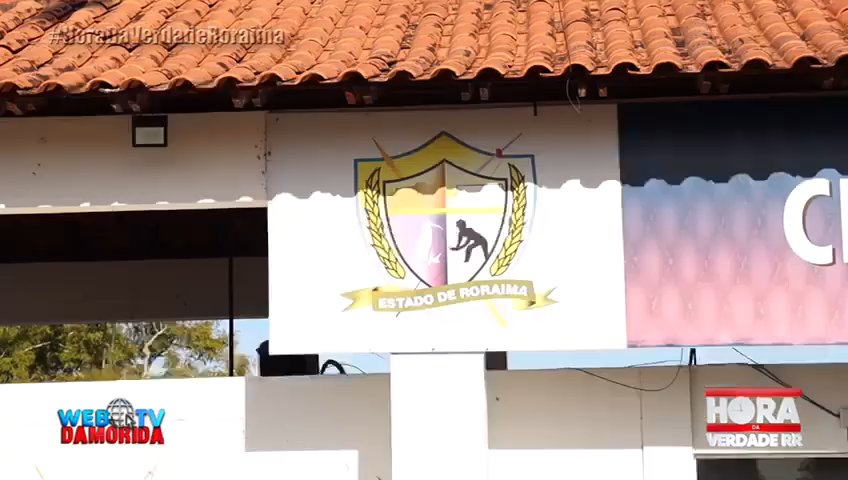 #HoraDaVerdadeRoraima
ESTADO DE RORAIMA
WEB TV
DAMORIDA
HORA
DA
VERDADE RR